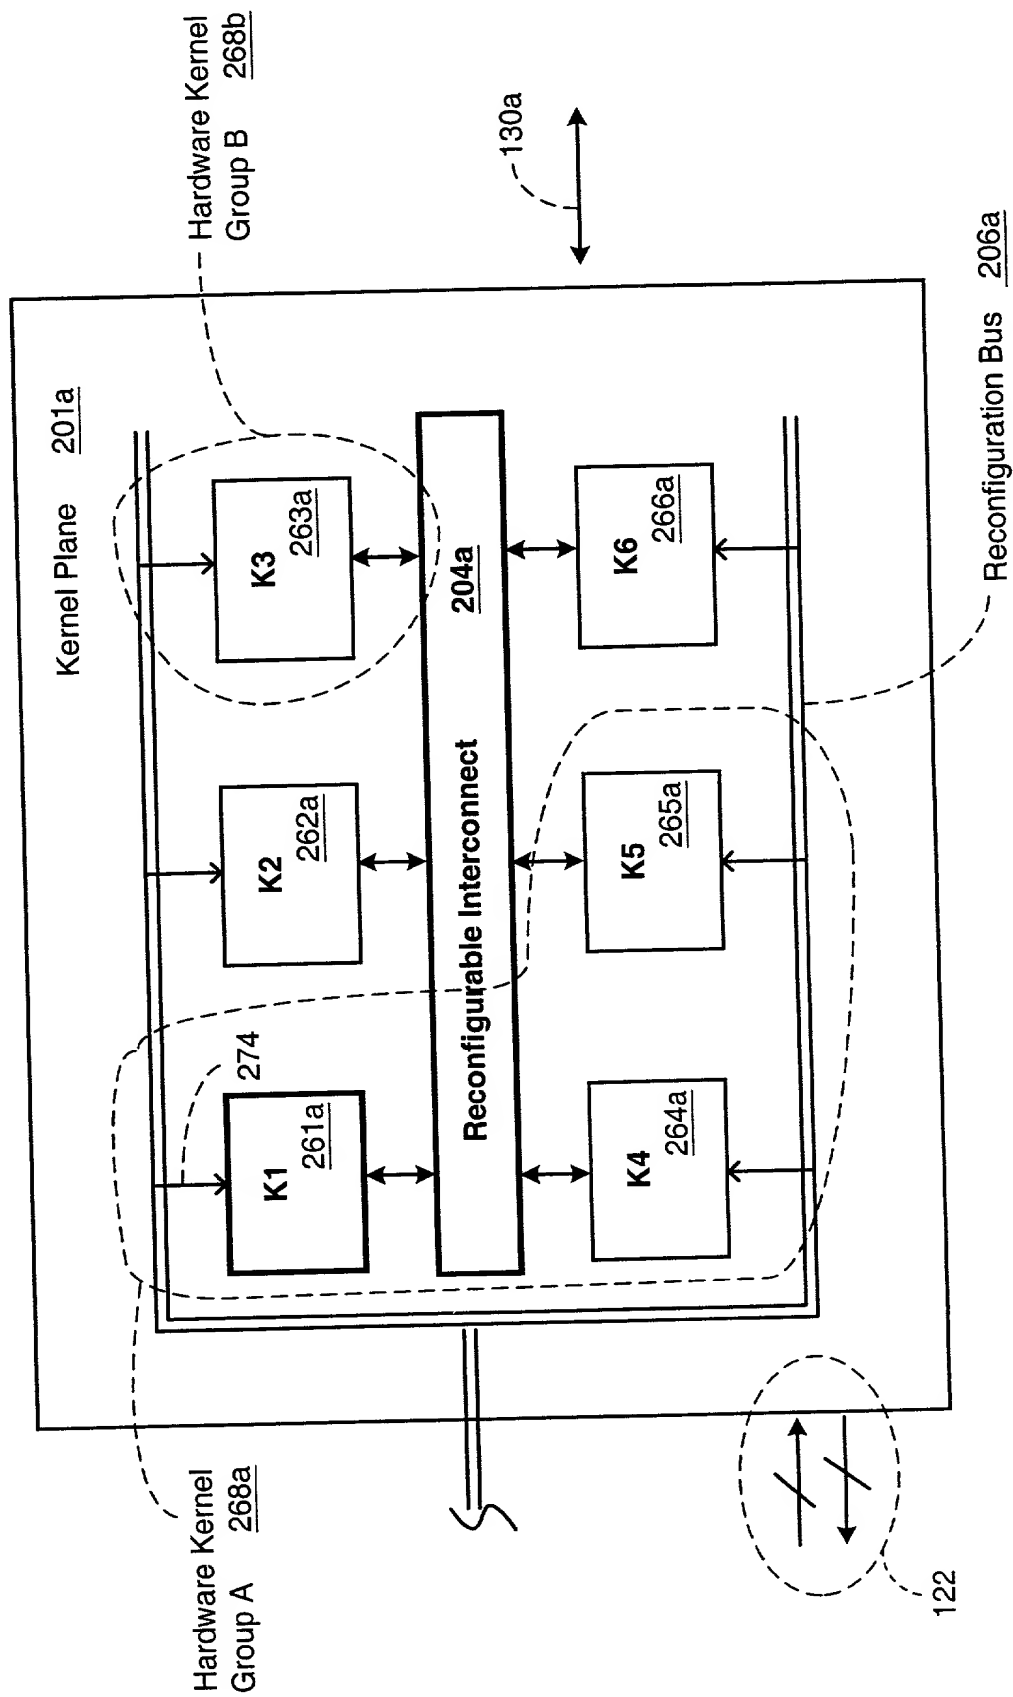 Hardware Kernel
Group A 268a
Hardware Kernel
Group B 268b
Kernel Plane 201a
274
K1
261a
K2
262a
K3
263a
Reconfigurable Interconnect 204a
K4
264a
K5
265a
K6
266a
130a
122
Reconfiguration Bus 206a